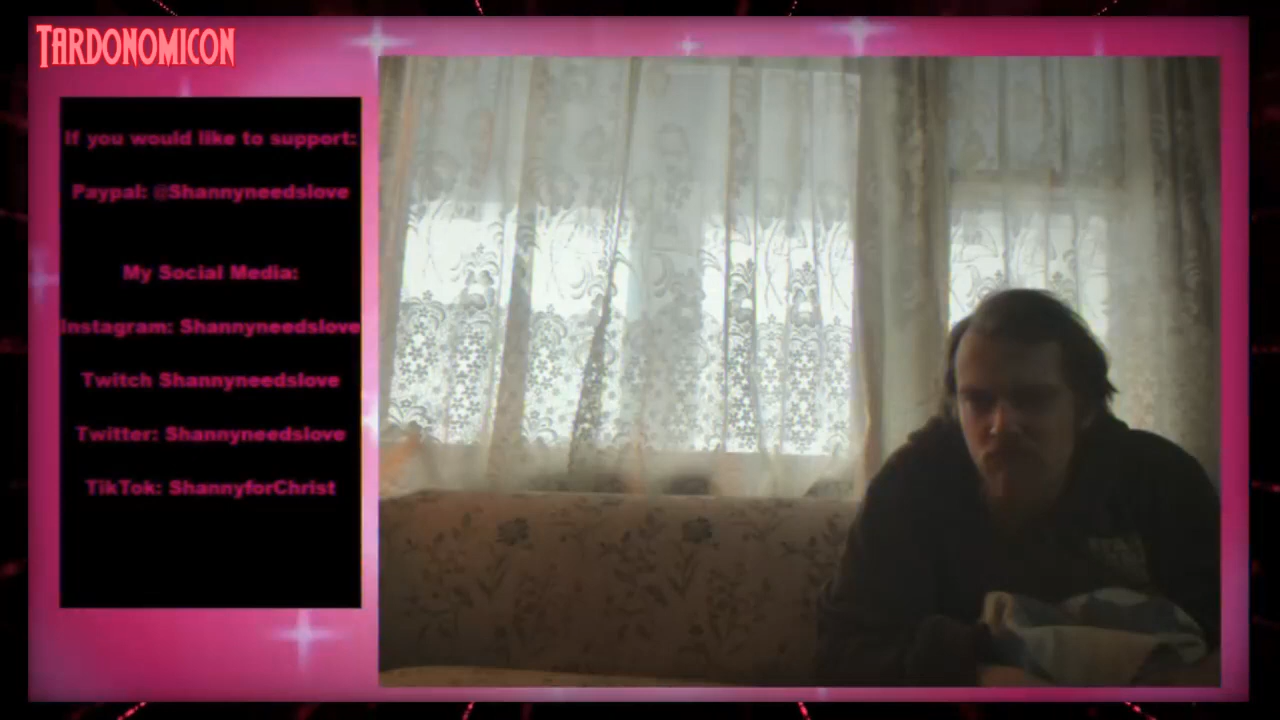 TARDONOMICON
If you would like to support:
Paypal: @Shannyneedslove
My Social Media:
Instagram: Shannyneedslove
Twitch Shannyneedslove
Twitter: Shannyneedslove
TikTok: ShannyforChrist